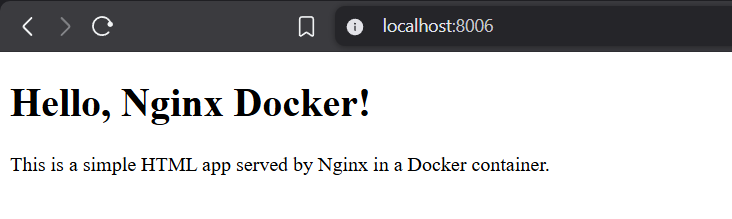 localhost:8006
Hello, Nginx Docker!
This is a simple HTML app served by Nginx in a Docker container.